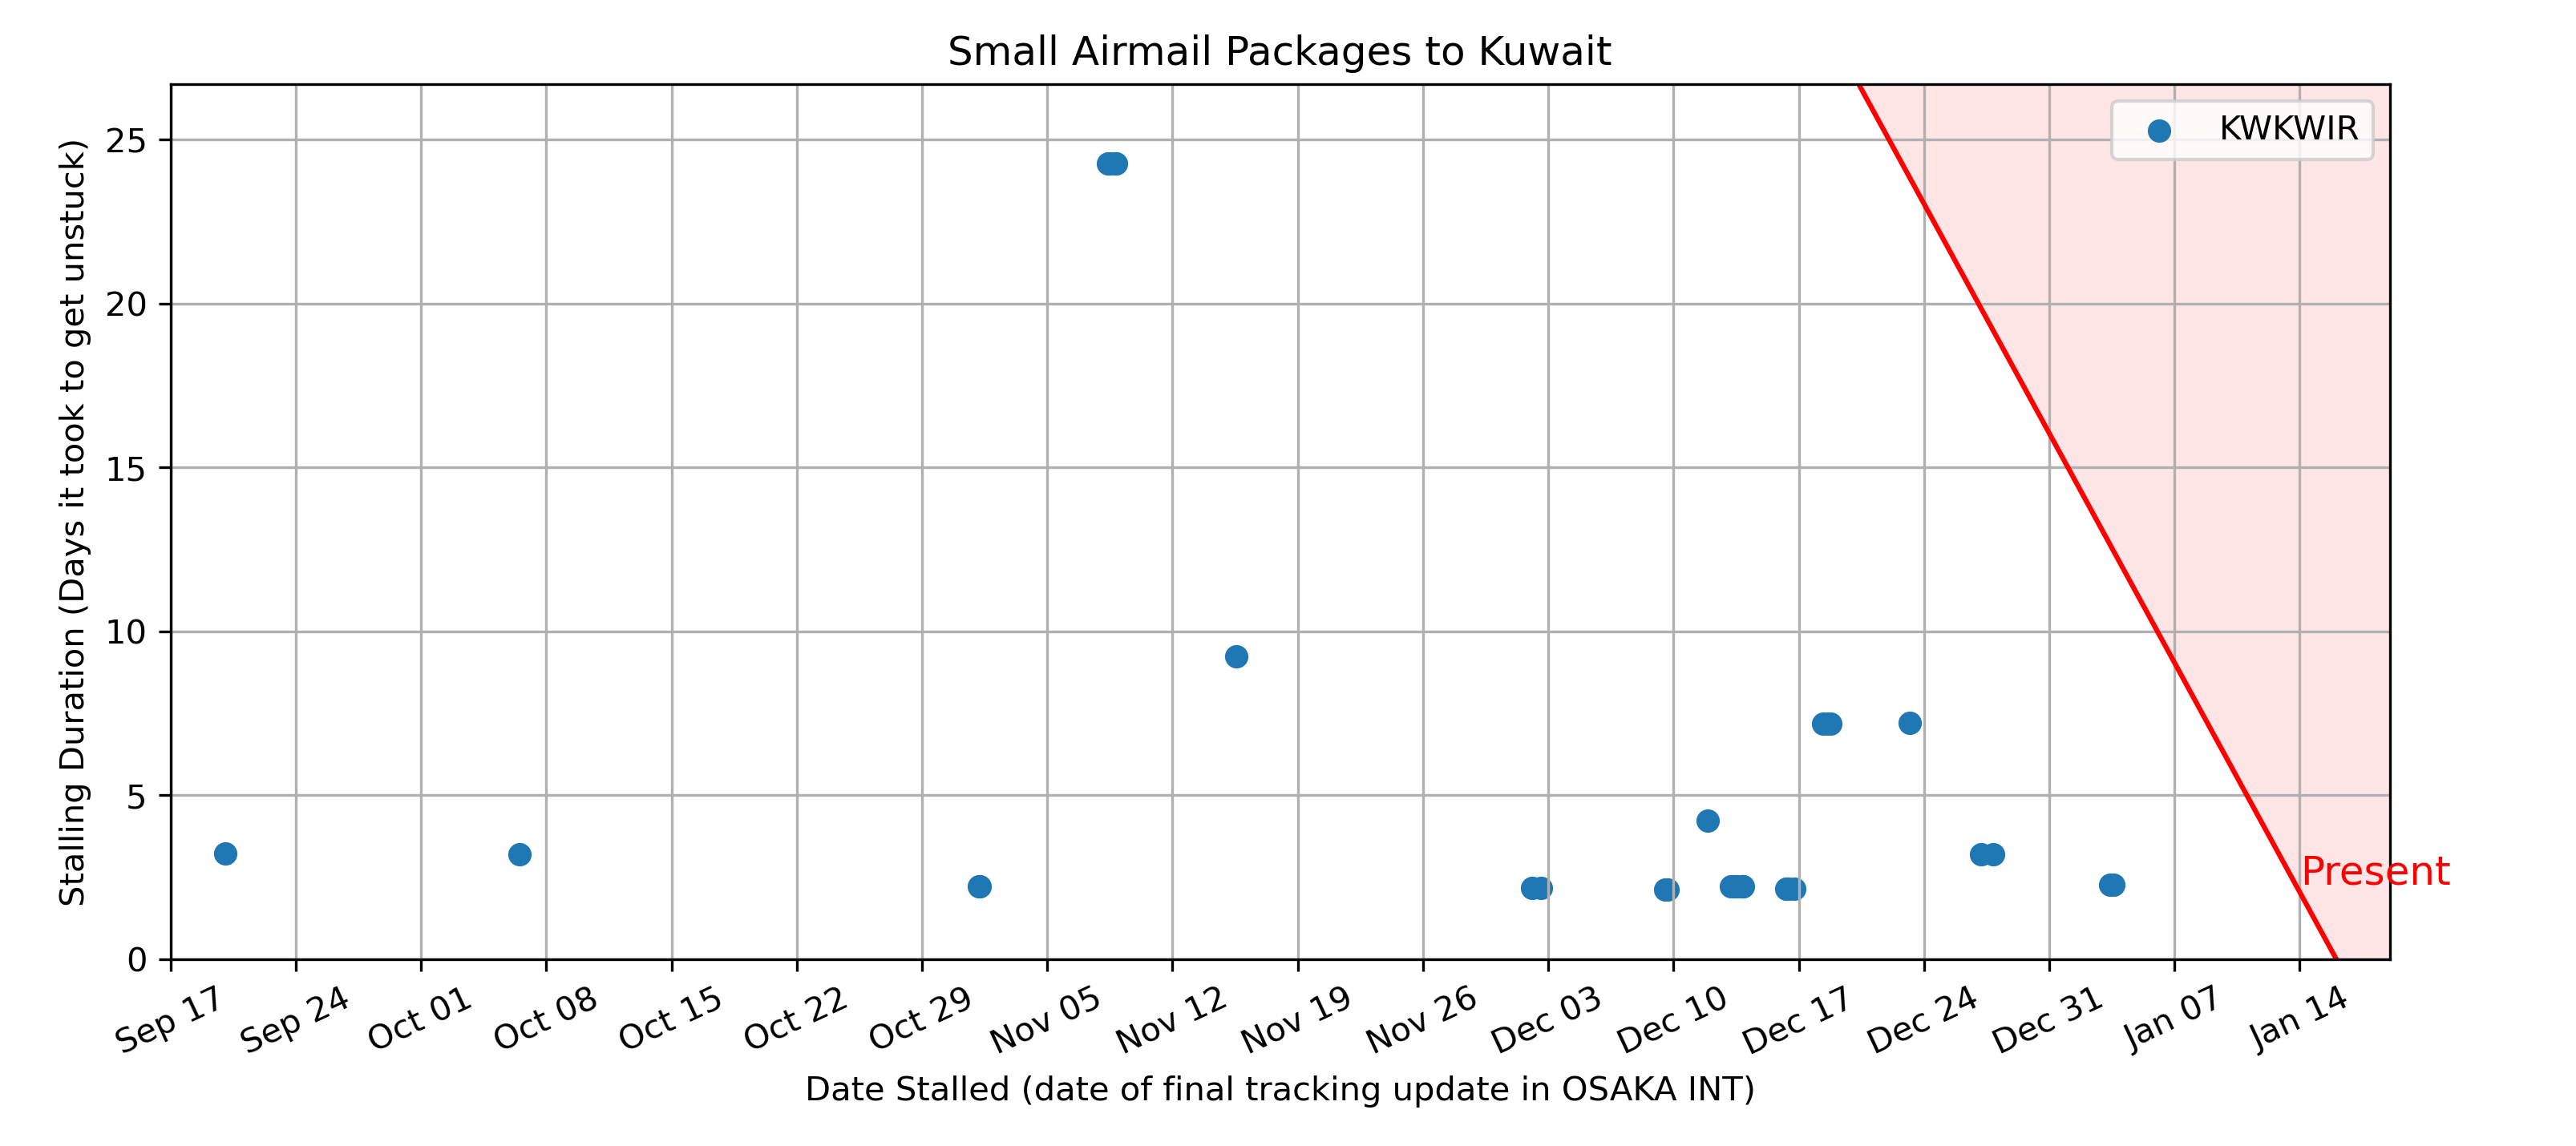 Small Airmail Packages to Kuwait
KWKWIR
Stalling Duration (Days it took to get unstuck)
25
20
15
10
5
0
Present
Sep 17
Sep 24
Oct 01
Oct 08
Oct 15
Oct 22
Oct 29
Nov 05
Nov 12
Nov 19
Nov 26
Dec 03
Dec 10
Dec 17
Dec 24
Dec 31
Jan 07
Jan 14
Date Stalled (date of final tracking update in OSAKA INT)